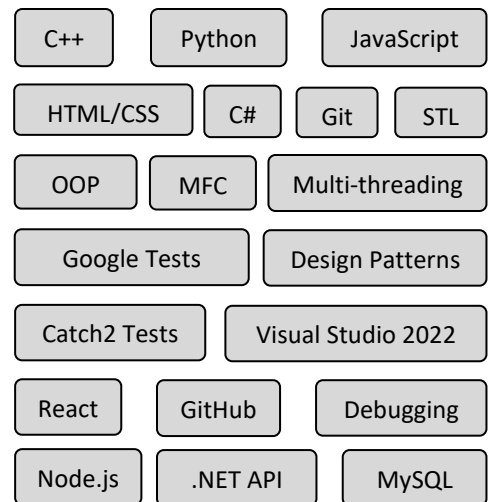 C++ Python JavaScript
HTML/CSS C# Git STL
OOP MFC Multi-threading
Google Tests Design Patterns
Catch2 Tests Visual Studio 2022
React GitHub Debugging
Node.js .NET API MySQL